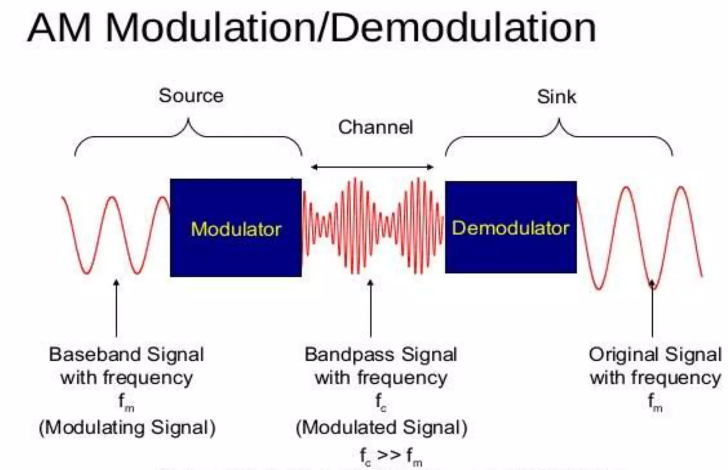 AM Modulation/Demodulation
Source
Sink
Channel
Modulator
Demodulator
Baseband Signal
with frequency
fm
(Modulating Signal)
Bandpass Signal
with frequency
fc
(Modulated Signal)
fc >> fm
Original Signal
with frequency
fm